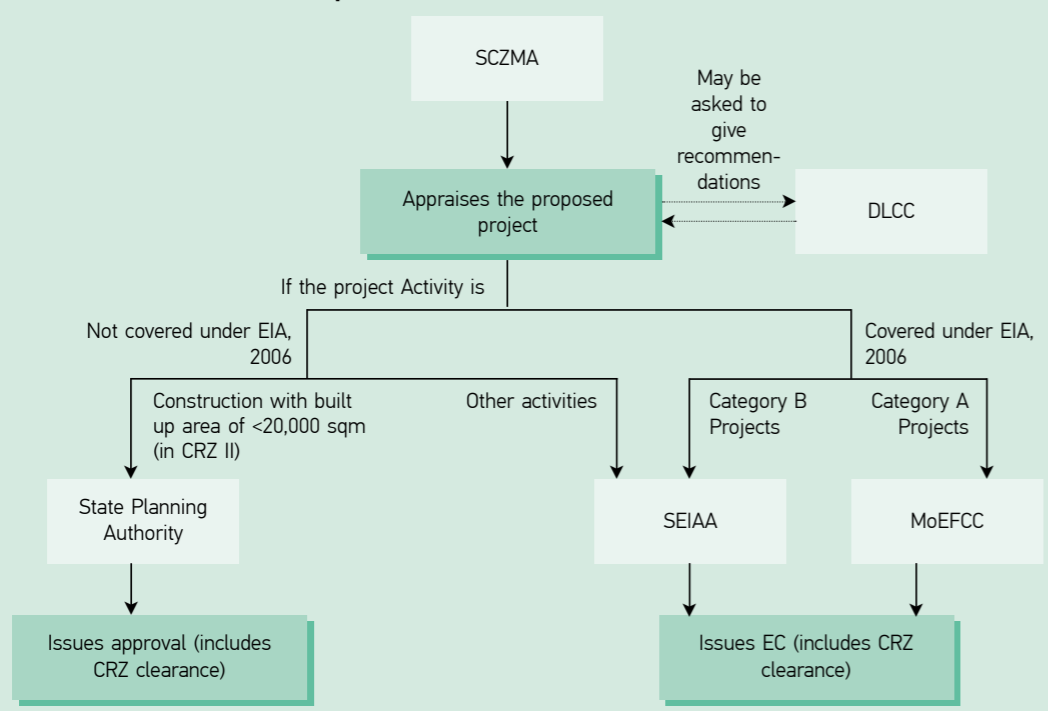 SCZMA
May be
asked to
give
recommen-
dations
Appraises the proposed
project
DLCC
If the project Activity is
Not covered under EIA,
2006
Covered under EIA,
2006
Construction with built
up area of <20,000 sqm
(in CRZ II)
Other activities
Category B
Projects
Category A
Projects
State Planning
Authority
SEIAA
MoEFCC
Issues approval (includes
CRZ clearance)
Issues EC (includes CRZ
clearance)